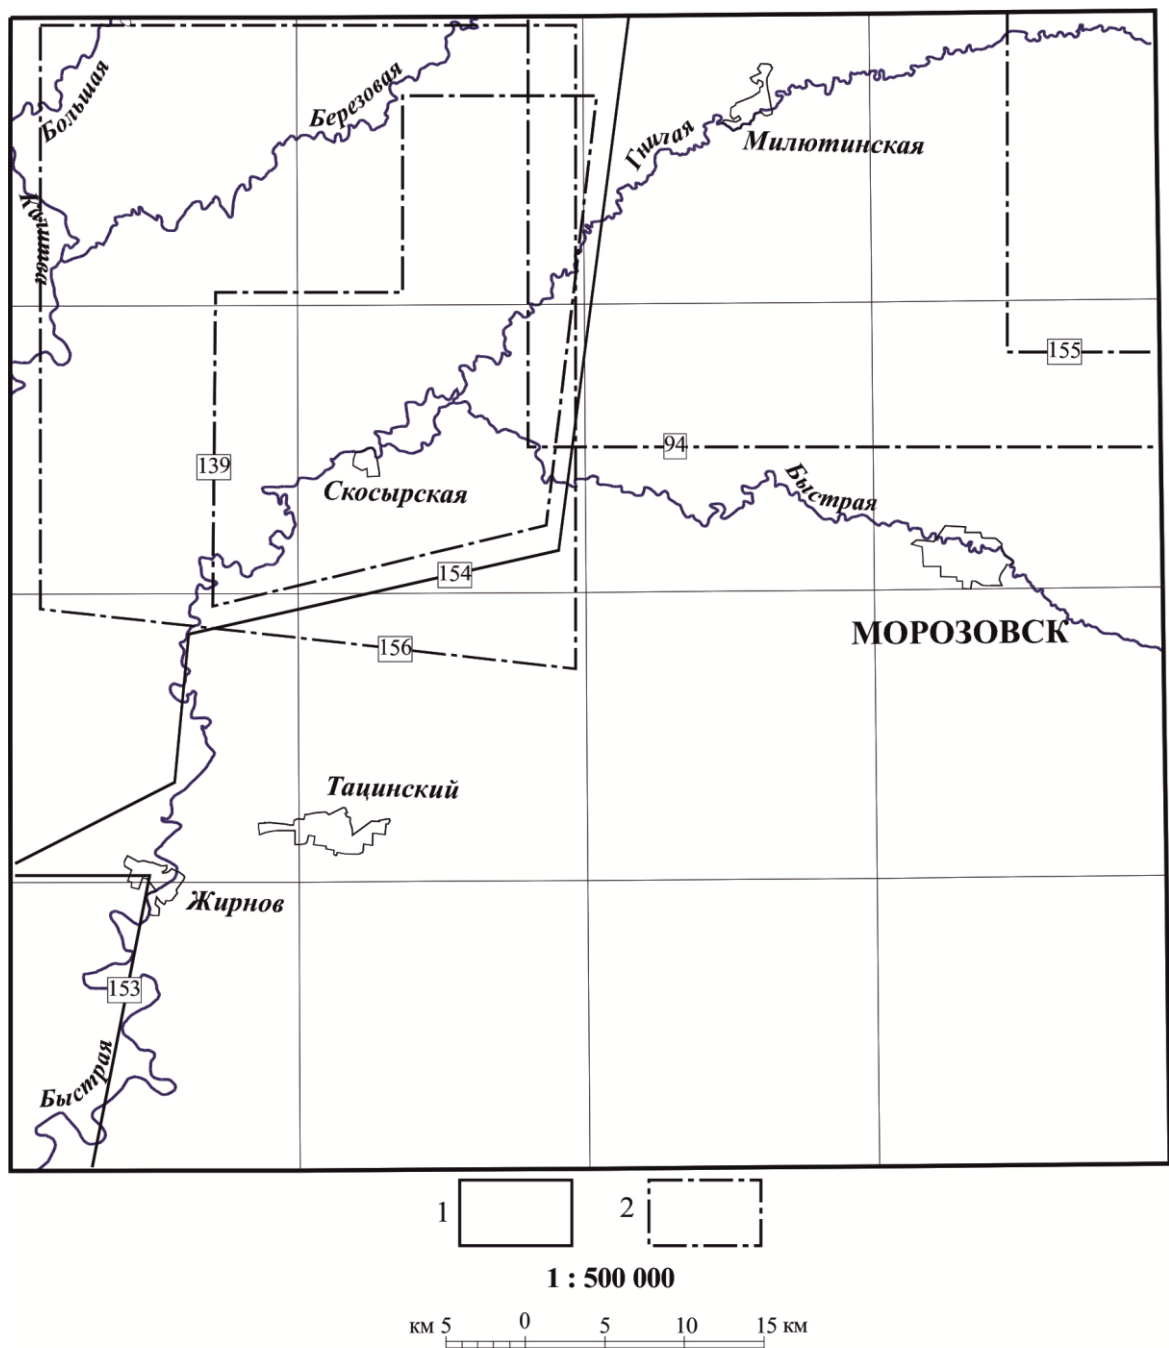 Большая
Березовая
Калитва
Гнилая
Милютинская
155
94
139
Скосырская
Быстрая
154
МОРОЗОВСК
156
Тацинский
Жирнов
153
Быстрая
1
2
1 : 500 000
км 5 0 5 10 15 км